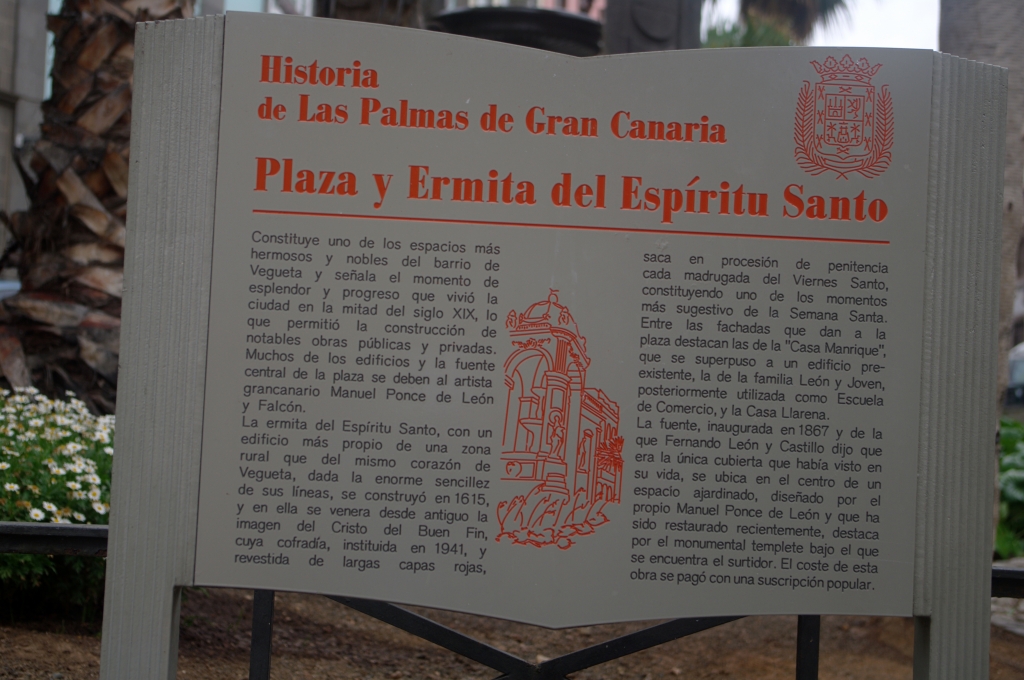 Historia
de Las Palmas de Gran Canaria
Plaza y Ermita del Espíritu Santo
Constituye uno de los espacios más
hermosos y nobles del barrio de
Vegueta y señala el momento de
esplendor y progreso que vivió la
ciudad en la mitad del siglo XIX, lo
que permitió la construcción de
notables obras públicas y privadas.
Muchos de los edificios y la fuente
central de la plaza se deben al artista
grancanario Manuel Ponce de León
y Falcón.
La ermita del Espíritu Santo, con un
edificio más propio de una zona
rural que del mismo corazón de
Vegueta, dada la enorme sencillez
de sus líneas, se construyó en 1615,
y en ella se venera desde antiguo la
imagen del Cristo del Buen Fin,
cuya cofradía, instituida en 1941, y
revestida de largas capas rojas,
saca en procesión de penitencia
cada madrugada del Viernes Santo,
constituyendo uno de los momentos
más sugestivo de la Semana Santa.
Entre las fachadas que dan a la
plaza destacan las de la "Casa Manrique",
que se superpuso a un edificio pre-
existente, la de la familia León y Joven,
posteriormente utilizada como Escuela
de Comercio, y la Casa Llarena.
La fuente, inaugurada en 1867 y de la
que Fernando León y Castillo dijo que
era la única cubierta que había visto en
su vida, se ubica en el centro de un
espacio ajardinado, diseñado por el
propio Manuel Ponce de León y que ha
sido restaurado recientemente, destaca
por el monumental templete bajo el que
se encuentra el surtidor. El coste de esta
obra se pagó con una suscripción popular.